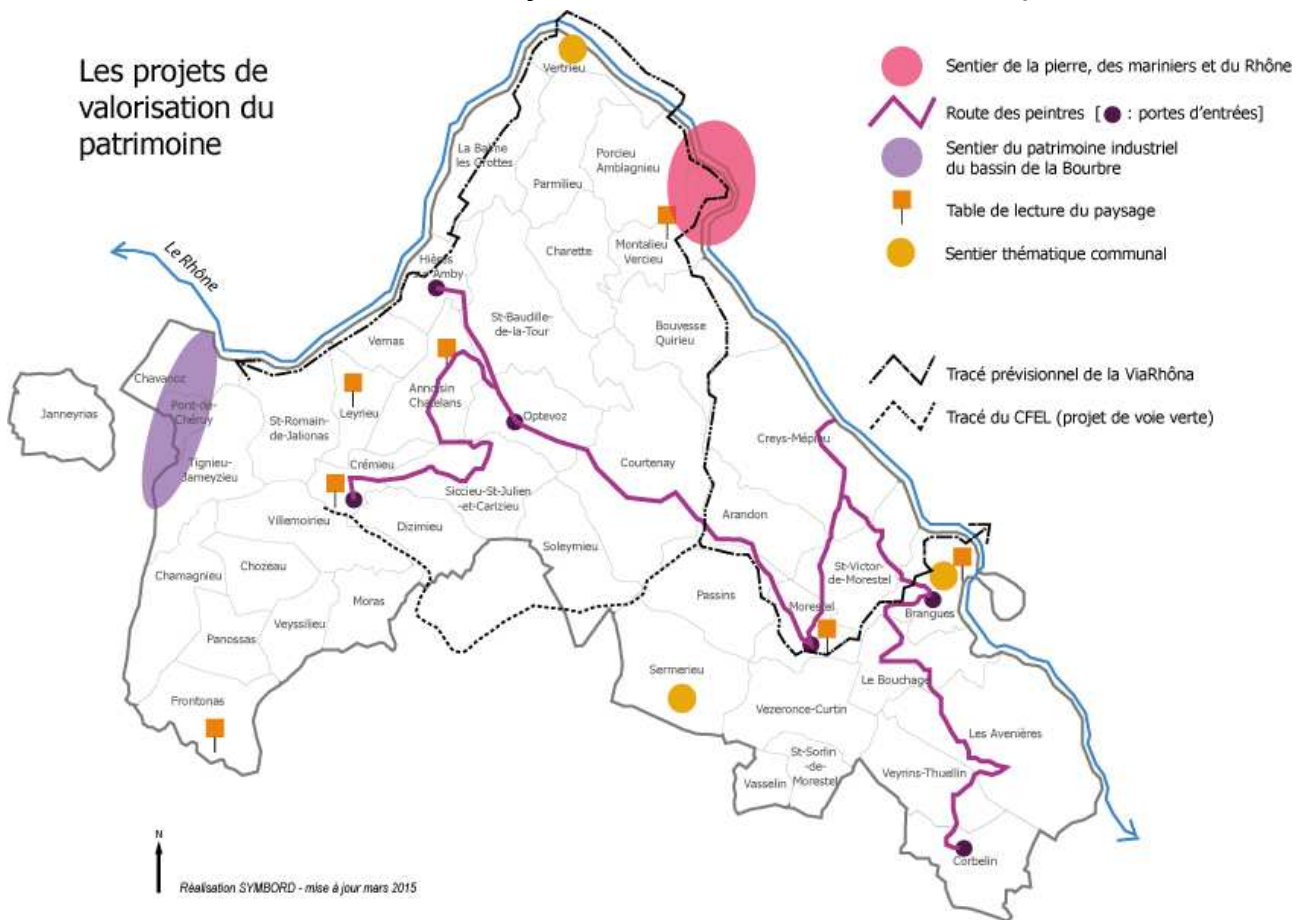 Les projets de
valorisation du
patrimoine
Sentier de la pierre, des mariniers et du Rhône
Route des peintres [ : portes d'entrées]
Sentier du patrimoine industriel
du bassin de la Bourbre
Table de lecture du paysage
Sentier thématique communal
Tracé prévisionnel de la ViaRhôna
Tracé du CFEL (projet de voie verte)
Vertrieu
La Balme
les Grottes
Porcieu
Amblagnieu
Parmilieu
Charette
Montalieu
Vercieu
Le Rhône
Hières
sur Amby
St-Baudille-
de-la-Tour
Bouvesse
Quirieu
Vernas
Chavanoz
Janneyrias
Pont-de-
Chéruy
St-Romain-
de-Jalionas
Leyrieu
Annoisin
Chatelans
Optevoz
Creys-Mépieu
Tignieu-
Jameyzieu
Crémieu
Courtenay
Siccieu-St-Julien
-et-Carizieu
Arandon
Villemoirieu
Dizimieu
Soleymieu
Chamagnieu
Chozeau
Moras
St-Victor-
de-Morestel
Passins
Morestel
Brangues
Panossas
Veyssilieu
Sermerieu
Le Bouchage
Frontonas
Vezeronce-Curtin
Les Avenières
St-Sorlin
-de-
Morestel
Vasselin
Veyrins-Thuellin
Corbelin
N
Réalisation SYMBORD - mise à jour mars 2015